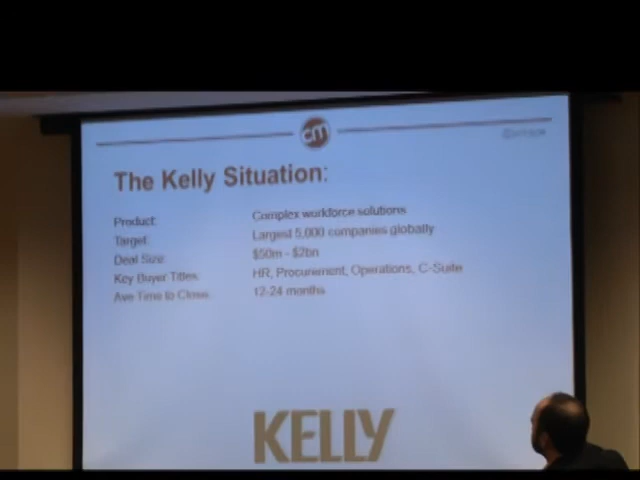 cm
The Kelly Situation:
Product: Complex workforce solutions
Target: Largest 5,000 companies globally
Deal Size: $50m - $2bn
Key Buyer Titles: HR, Procurement, Operations, C-Suite
Ave Time to Close: 12-24 months
KELLY